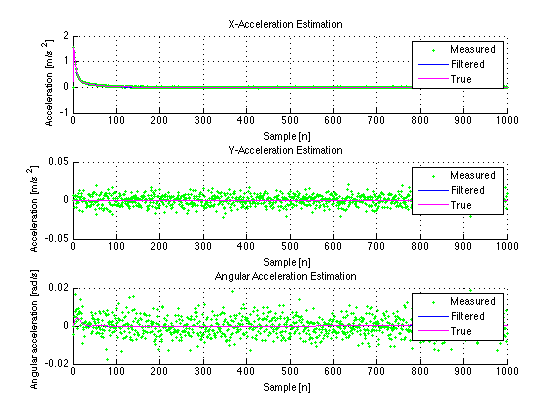 X-Acceleration Estimation
Acceleration [m/s^2]
2
1
0
-1
Measured
Filtered
True
0 100 200 300 400 500 600 700 800 900 1000
Sample [n]
Y-Acceleration Estimation
Acceleration [m/s^2]
0.05
0
-0.05
Measured
Filtered
True
0 100 200 300 400 500 600 700 800 900 1000
Sample [n]
Angular Acceleration Estimation
Angular acceleration [rad/s]
0.02
0
-0.02
Measured
Filtered
True
0 100 200 300 400 500 600 700 800 900 1000
Sample [n]